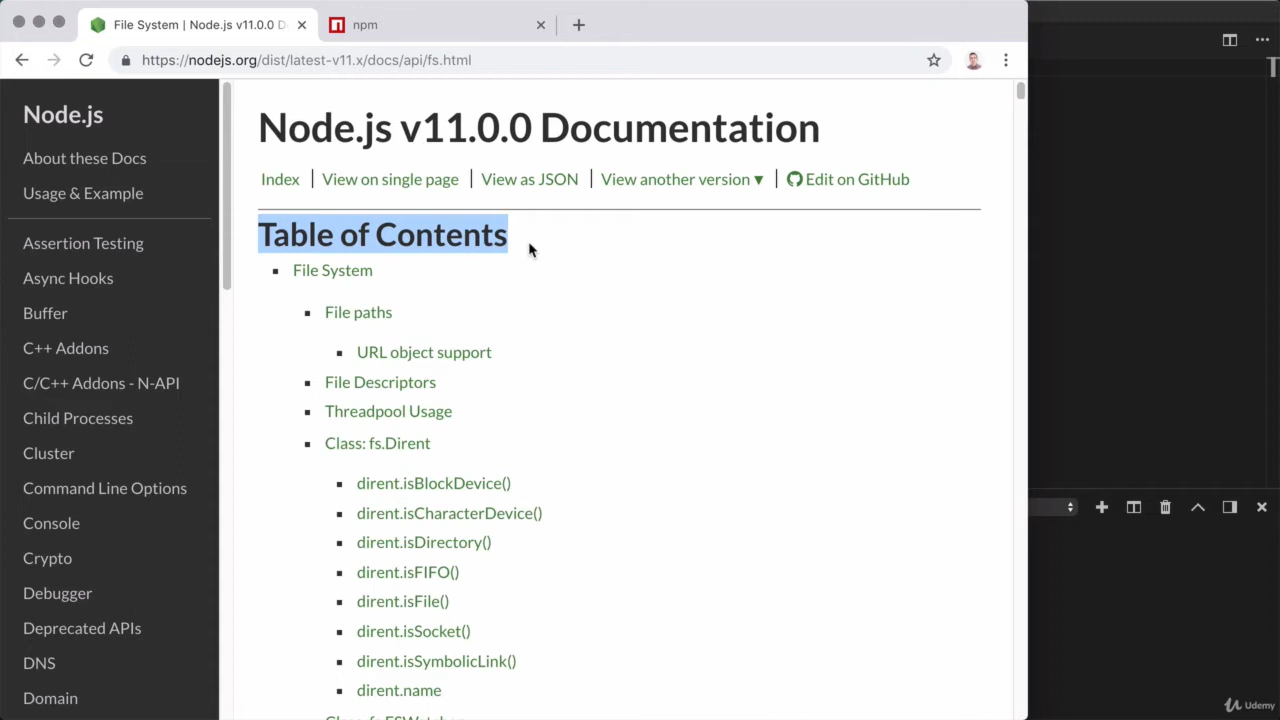 File System | Node.js v11.0.0 D
npm
https://nodejs.org/dist/latest-v11.x/docs/api/fs.html
Node.js
About these Docs
Usage & Example
Assertion Testing
Async Hooks
Buffer
C++ Addons
C/C++ Addons - N-API
Child Processes
Cluster
Command Line Options
Console
Crypto
Debugger
Deprecated APIs
DNS
Domain
Node.js v11.0.0 Documentation
Index | View on single page | View as JSON | View another version ▼ | Edit on GitHub
Table of Contents
File System
File paths
URL object support
File Descriptors
Threadpool Usage
Class: fs.Dirent
dirent.isBlockDevice()
dirent.isCharacterDevice()
dirent.isDirectory()
dirent.isFIFO()
dirent.isFile()
dirent.isSocket()
dirent.isSymbolicLink()
dirent.name
Class: fs.FSWatcher
T
Udemy